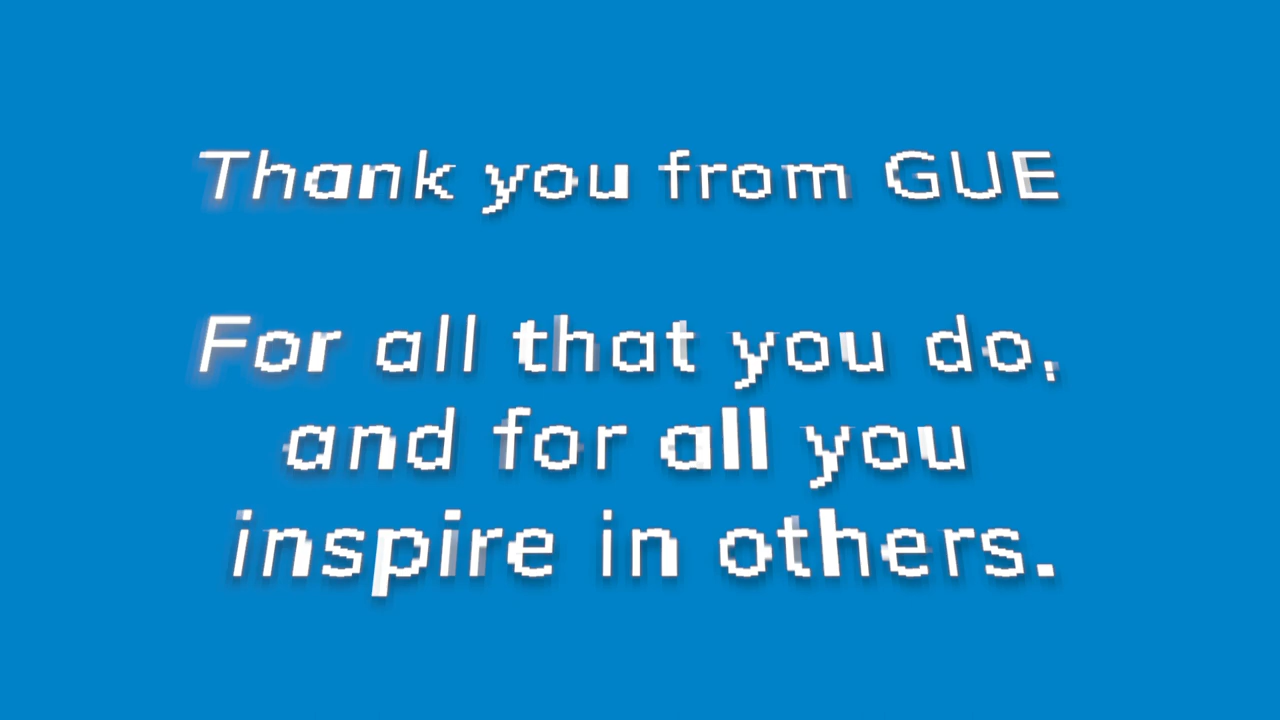 Thank you from GUE
For all that you do,
and for all you
inspire in others.